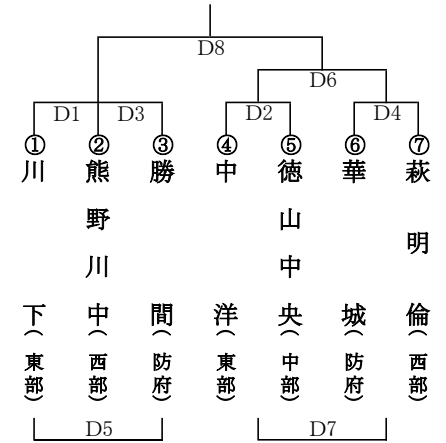 D8
D6
D1
D3
D2
D4
①川下（東部）
②熊野川中（西部）
③勝間（防府）
④中洋（東部）
⑤徳山中央（中部）
⑥華城（防府）
⑦萩明倫（西部）
D5
D7